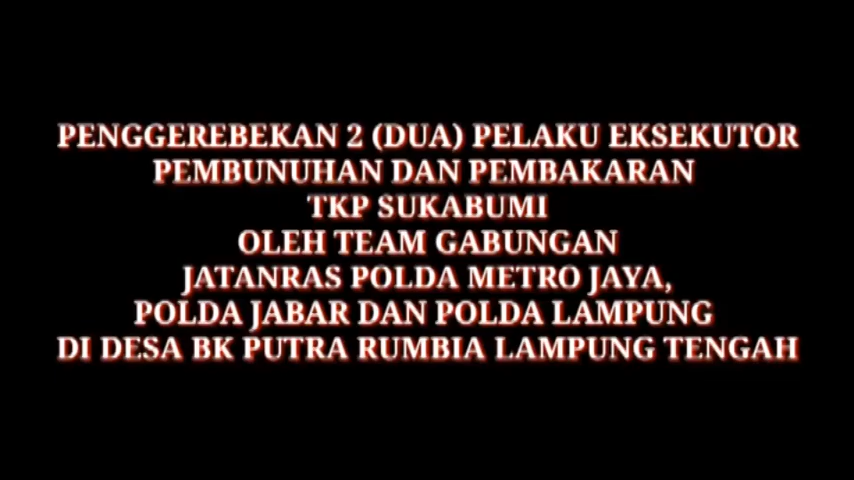 PENGGEREBEKAN 2 (DUA) PELAKU EKSEKUTOR
PEMBUNUHAN DAN PEMBAKARAN
TKP SUKABUMI
OLEH TEAM GABUNGAN
JATANRAS POLDA METRO JAYA,
POLDA JABAR DAN POLDA LAMPUNG
DI DESA BK PUTRA RUMBIA LAMPUNG TENGAH